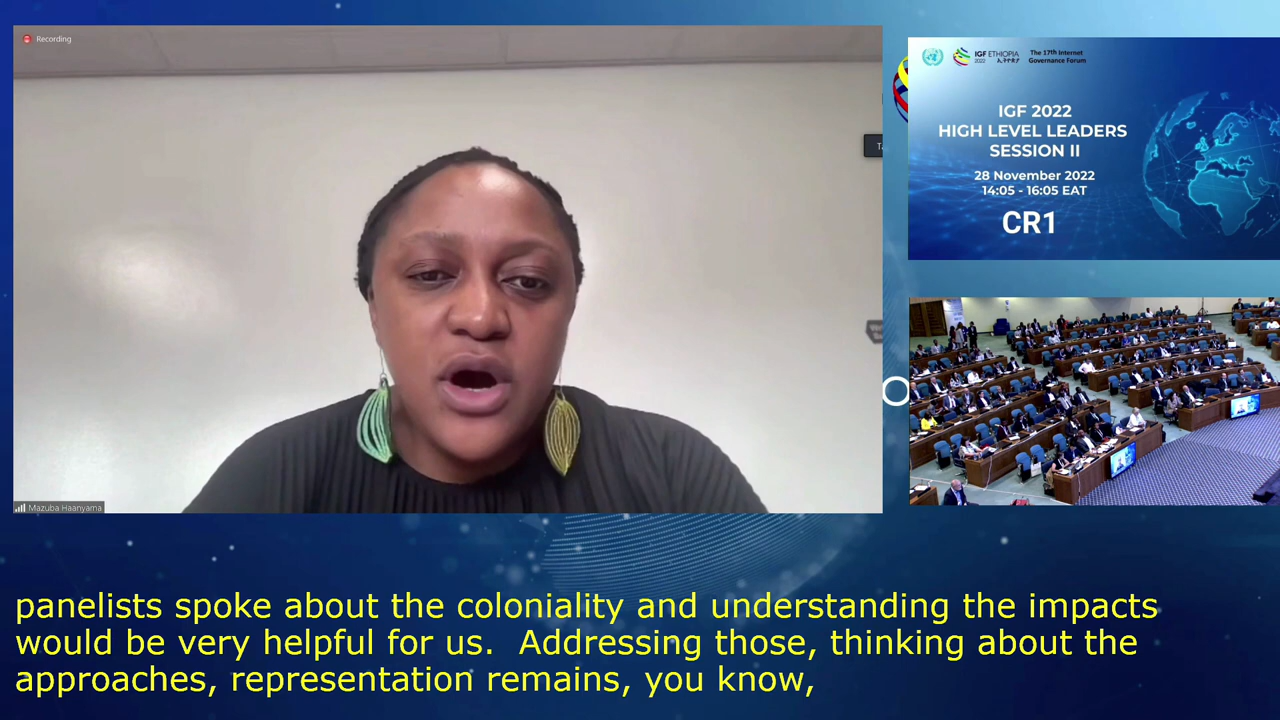 Recording
IGF ETHIOPIA
2022 ኢትዮጵያ
The 17th Internet
Governance Forum
IGF 2022
HIGH LEVEL LEADERS
SESSION II
28 November 2022
14:05 - 16:05 EAT
CR1
Mazuba Haanyama
panelists spoke about the coloniality and understanding the impacts
would be very helpful for us. Addressing those, thinking about the
approaches, representation remains, you know,